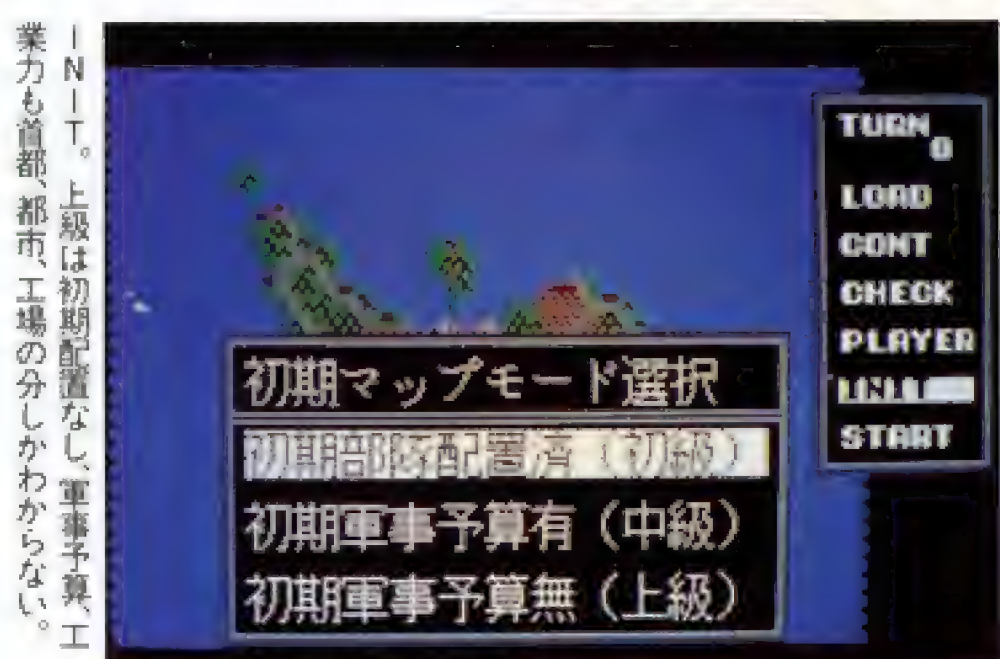 INIT。上級は初期配置なし、軍事予算、工
業力も首都、都市、工場の分しかわからない。
初期マップモード選択
初期部隊配置済(初級)
初期軍事予算有(中級)
初期軍事予算無(上級)
TURN
0
LOAD
CONT
CHECK
PLAYER
INIT
START